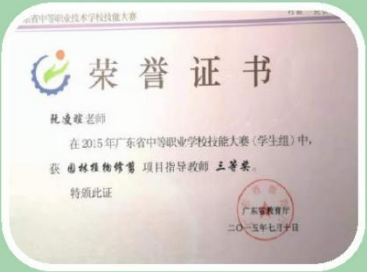 东省中等职业技术学校技能大赛
荣誉证书
阮凌暄老师
在2015年广东省中等职业学校技能大赛（学生组）中，
获 园林植物修剪 项目指导教师 三等奖。
特颁此证
广东省教育厅
二〇一五年七月十日